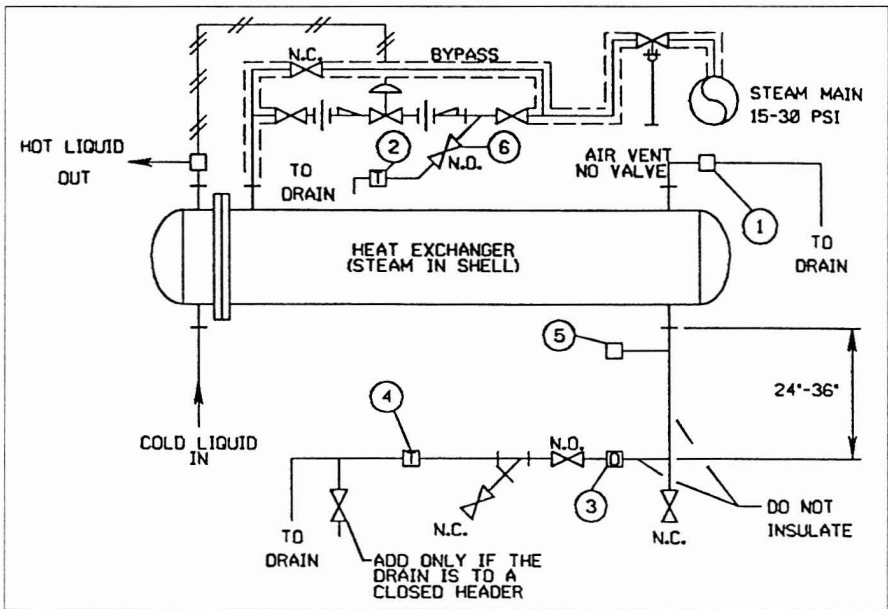 N.C.
BYPASS
STEAM MAIN
15-30 PSI
HOT LIQUID
OUT
TO
DRAIN
2
T
N.O.
6
AIR VENT
NO VALVE
1
TO
DRAIN
HEAT EXCHANGER
(STEAM IN SHELL)
5
24"-36"
COLD LIQUID
IN
4
T
N.O.
3
N.C.
N.C.
DO NOT
INSULATE
TO
DRAIN
ADD ONLY IF THE
DRAIN IS TO A
CLOSED HEADER